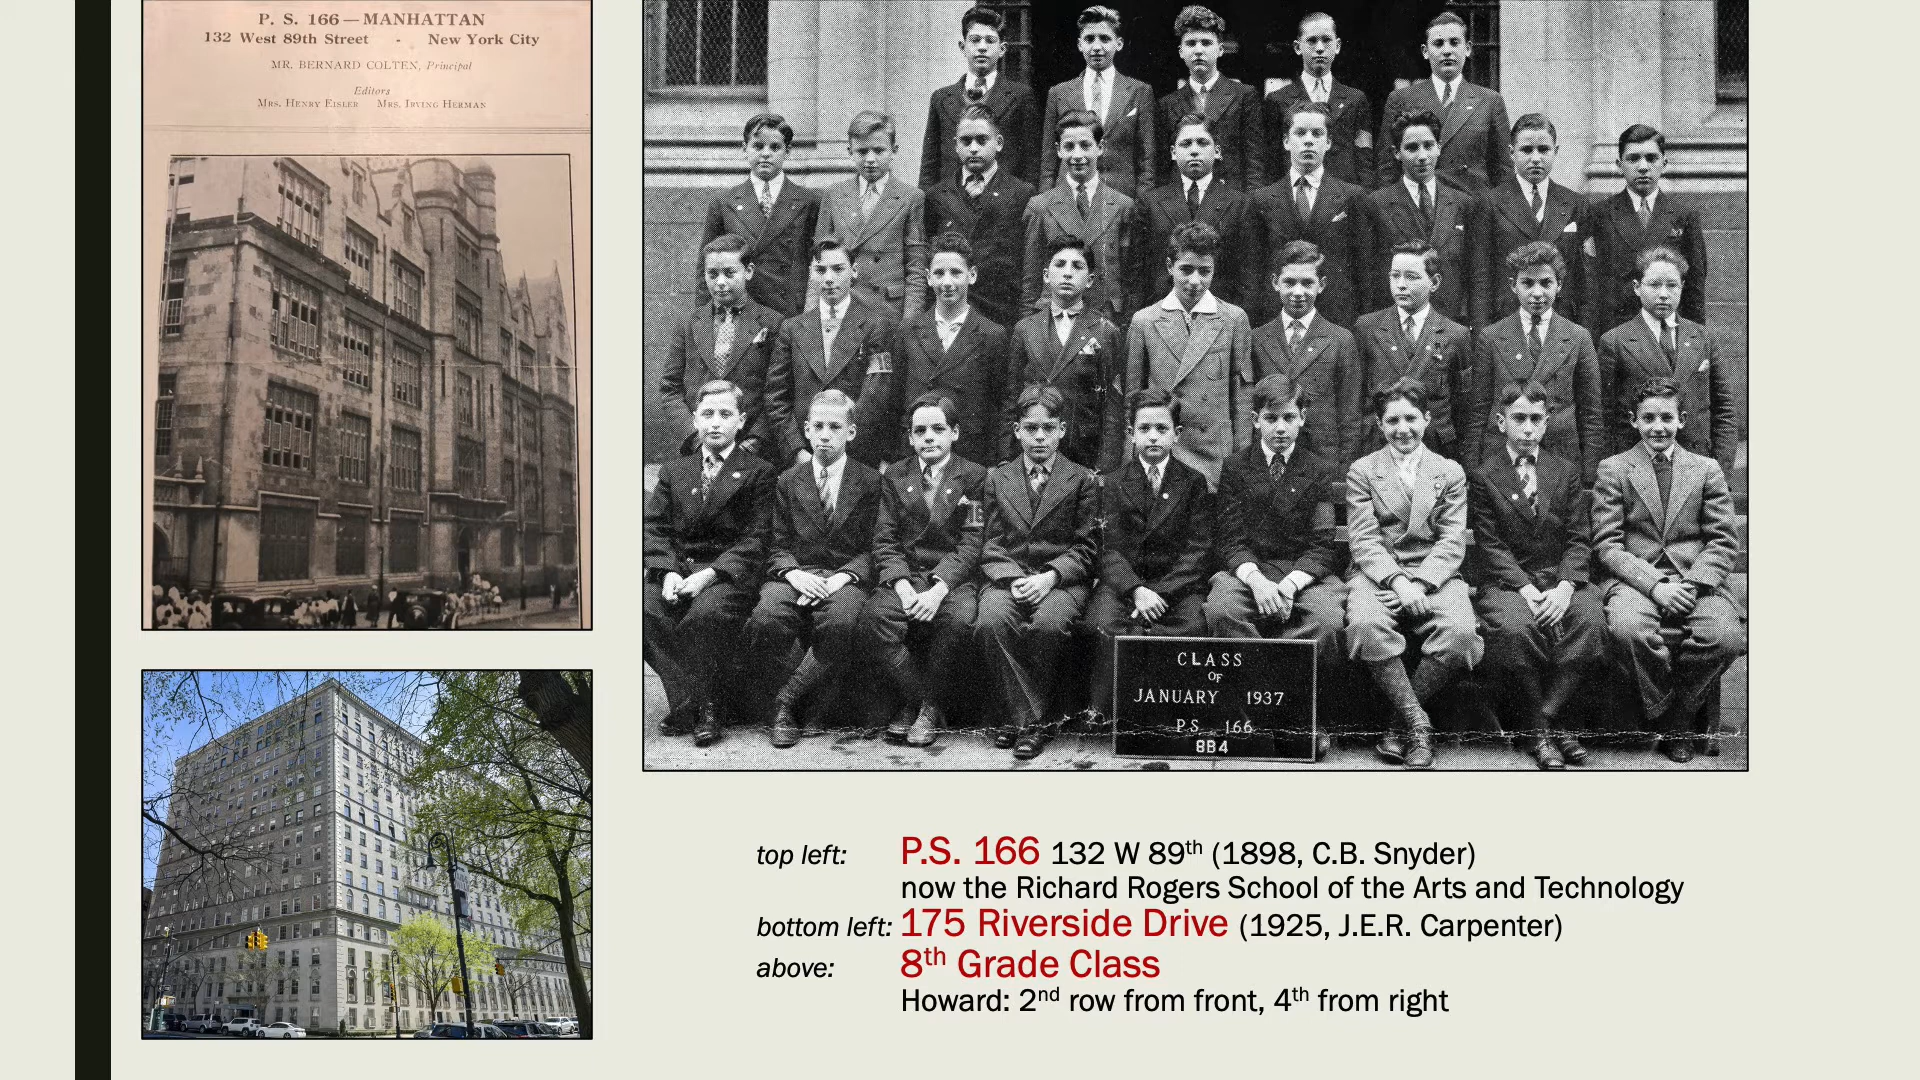 P. S. 166 — MANHATTAN
132 West 89th Street - New York City
MR. BERNARD COLTEN, Principal
Editors
MRS. HENRY EISLER MRS. IRVING HERMAN
CLASS
OF
JANUARY 1937
P.S. 166
8B4
top left: P.S. 166 132 W 89th (1898, C.B. Snyder)
now the Richard Rogers School of the Arts and Technology
bottom left: 175 Riverside Drive (1925, J.E.R. Carpenter)
above: 8th Grade Class
Howard: 2nd row from front, 4th from right